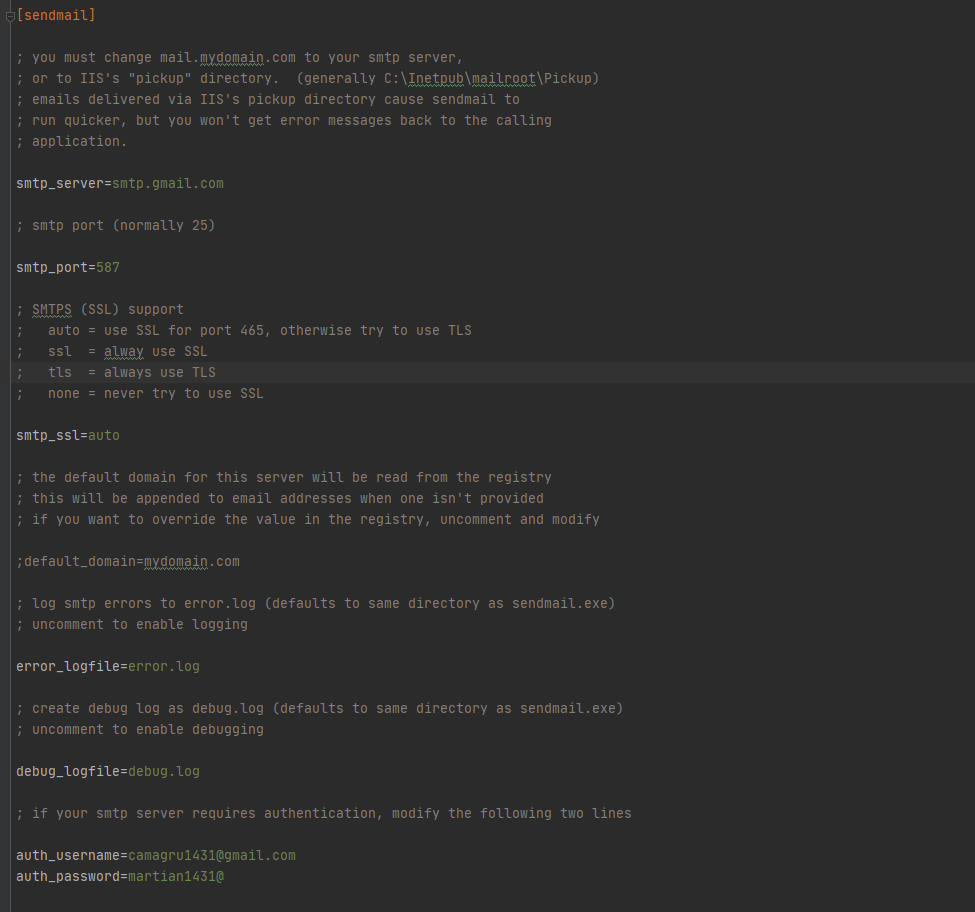 [sendmail]
; you must change mail.mydomain.com to your smtp server,
; or to IIS's "pickup" directory.  (generally C:\Inetpub\mailroot\Pickup)
; emails delivered via IIS's pickup directory cause sendmail to
; run quicker, but you won't get error messages back to the calling
; application.
smtp_server=smtp.gmail.com
; smtp port (normally 25)
smtp_port=587
; SMTPS (SSL) support
;   auto = use SSL for port 465, otherwise try to use TLS
;   ssl  = alway use SSL
;   tls  = always use TLS
;   none = never try to use SSL
smtp_ssl=auto
; the default domain for this server will be read from the registry
; this will be appended to email addresses when one isn't provided
; if you want to override the value in the registry, uncomment and modify
;default_domain=mydomain.com
; log smtp errors to error.log (defaults to same directory as sendmail.exe)
; uncomment to enable logging
error_logfile=error.log
; create debug log as debug.log (defaults to same directory as sendmail.exe)
; uncomment to enable debugging
debug_logfile=debug.log
; if your smtp server requires authentication, modify the following two lines
auth_username=camagru1431@gmail.com
auth_password=martian1431@